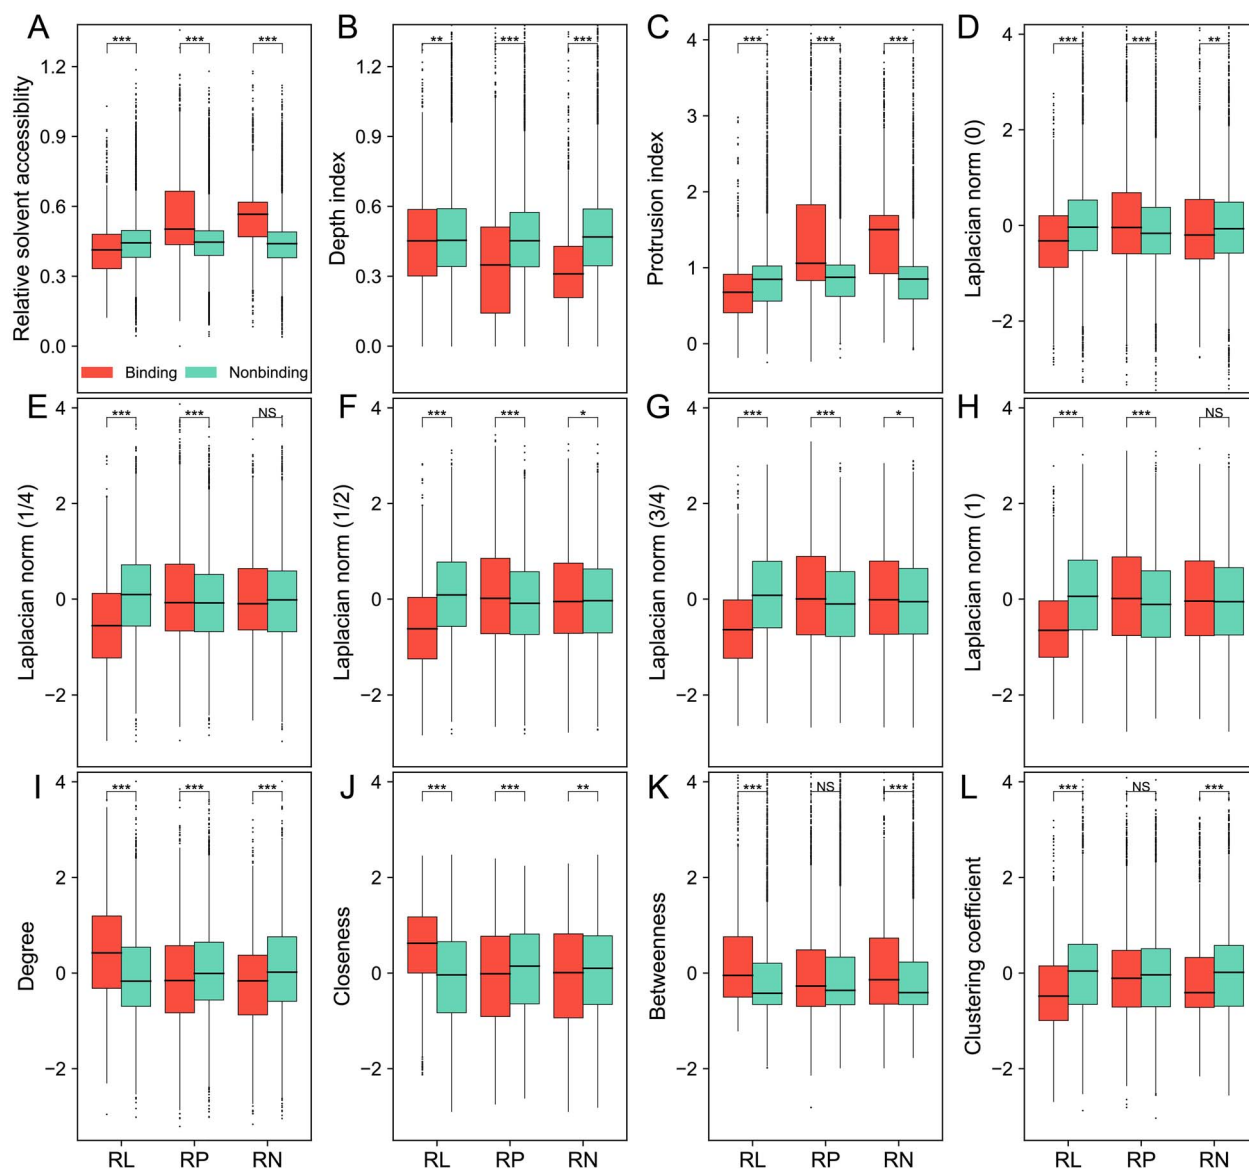 A
B
C
D
Relative solvent accessiblity
1.2
0.9
0.6
0.3
0.0
*** *** ***
Binding Nonbinding
Depth index
1.2
0.9
0.6
0.3
0.0
** *** ***
Protrusion index
4
3
2
1
0
*** *** ***
Laplacian norm (0)
4
2
0
−2
*** *** **
E
F
G
H
Laplacian norm (1/4)
4
2
0
−2
*** *** NS
Laplacian norm (1/2)
4
2
0
−2
*** *** *
Laplacian norm (3/4)
4
2
0
−2
*** *** *
Laplacian norm (1)
4
2
0
−2
*** *** NS
I
J
K
L
Degree
4
2
0
−2
*** *** ***
RL RP RN
Closeness
4
2
0
−2
*** *** **
RL RP RN
Betweenness
4
2
0
−2
*** NS ***
RL RP RN
Clustering coefficient
4
2
0
−2
*** NS ***
RL RP RN